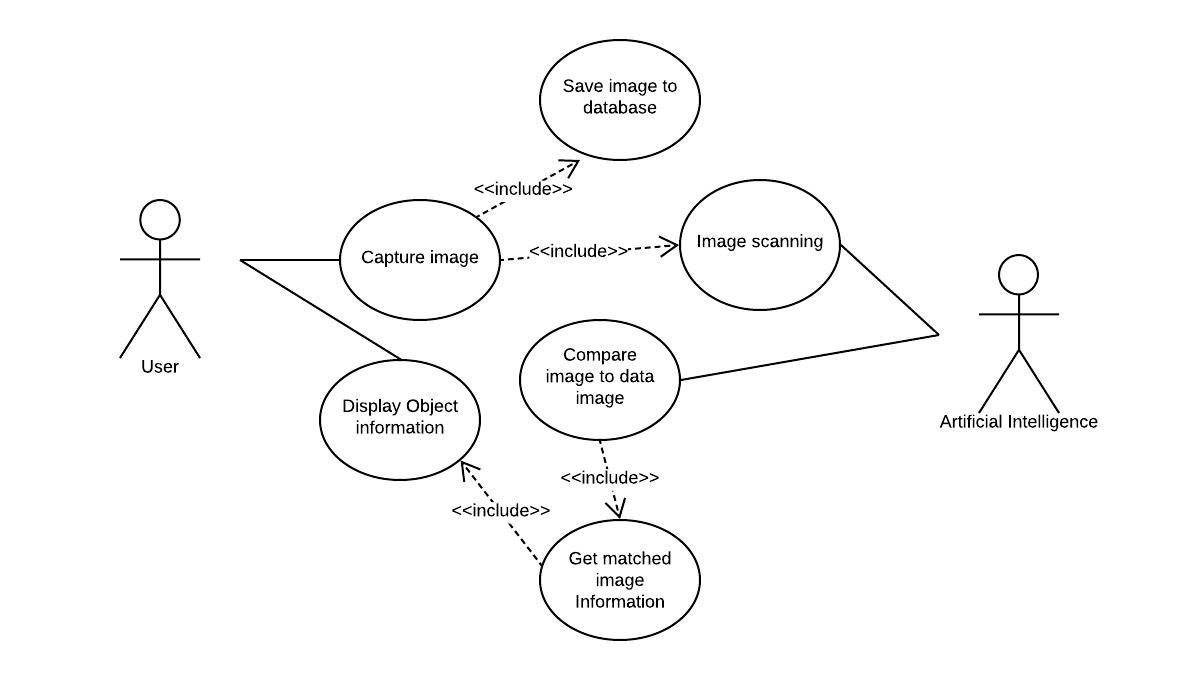 Save image to
database
<<include>>
Capture image
<<include>>
Image scanning
User
Compare
image to data
image
Display Object
information
Artificial Intelligence
<<include>>
<<include>>
Get matched
image
Information